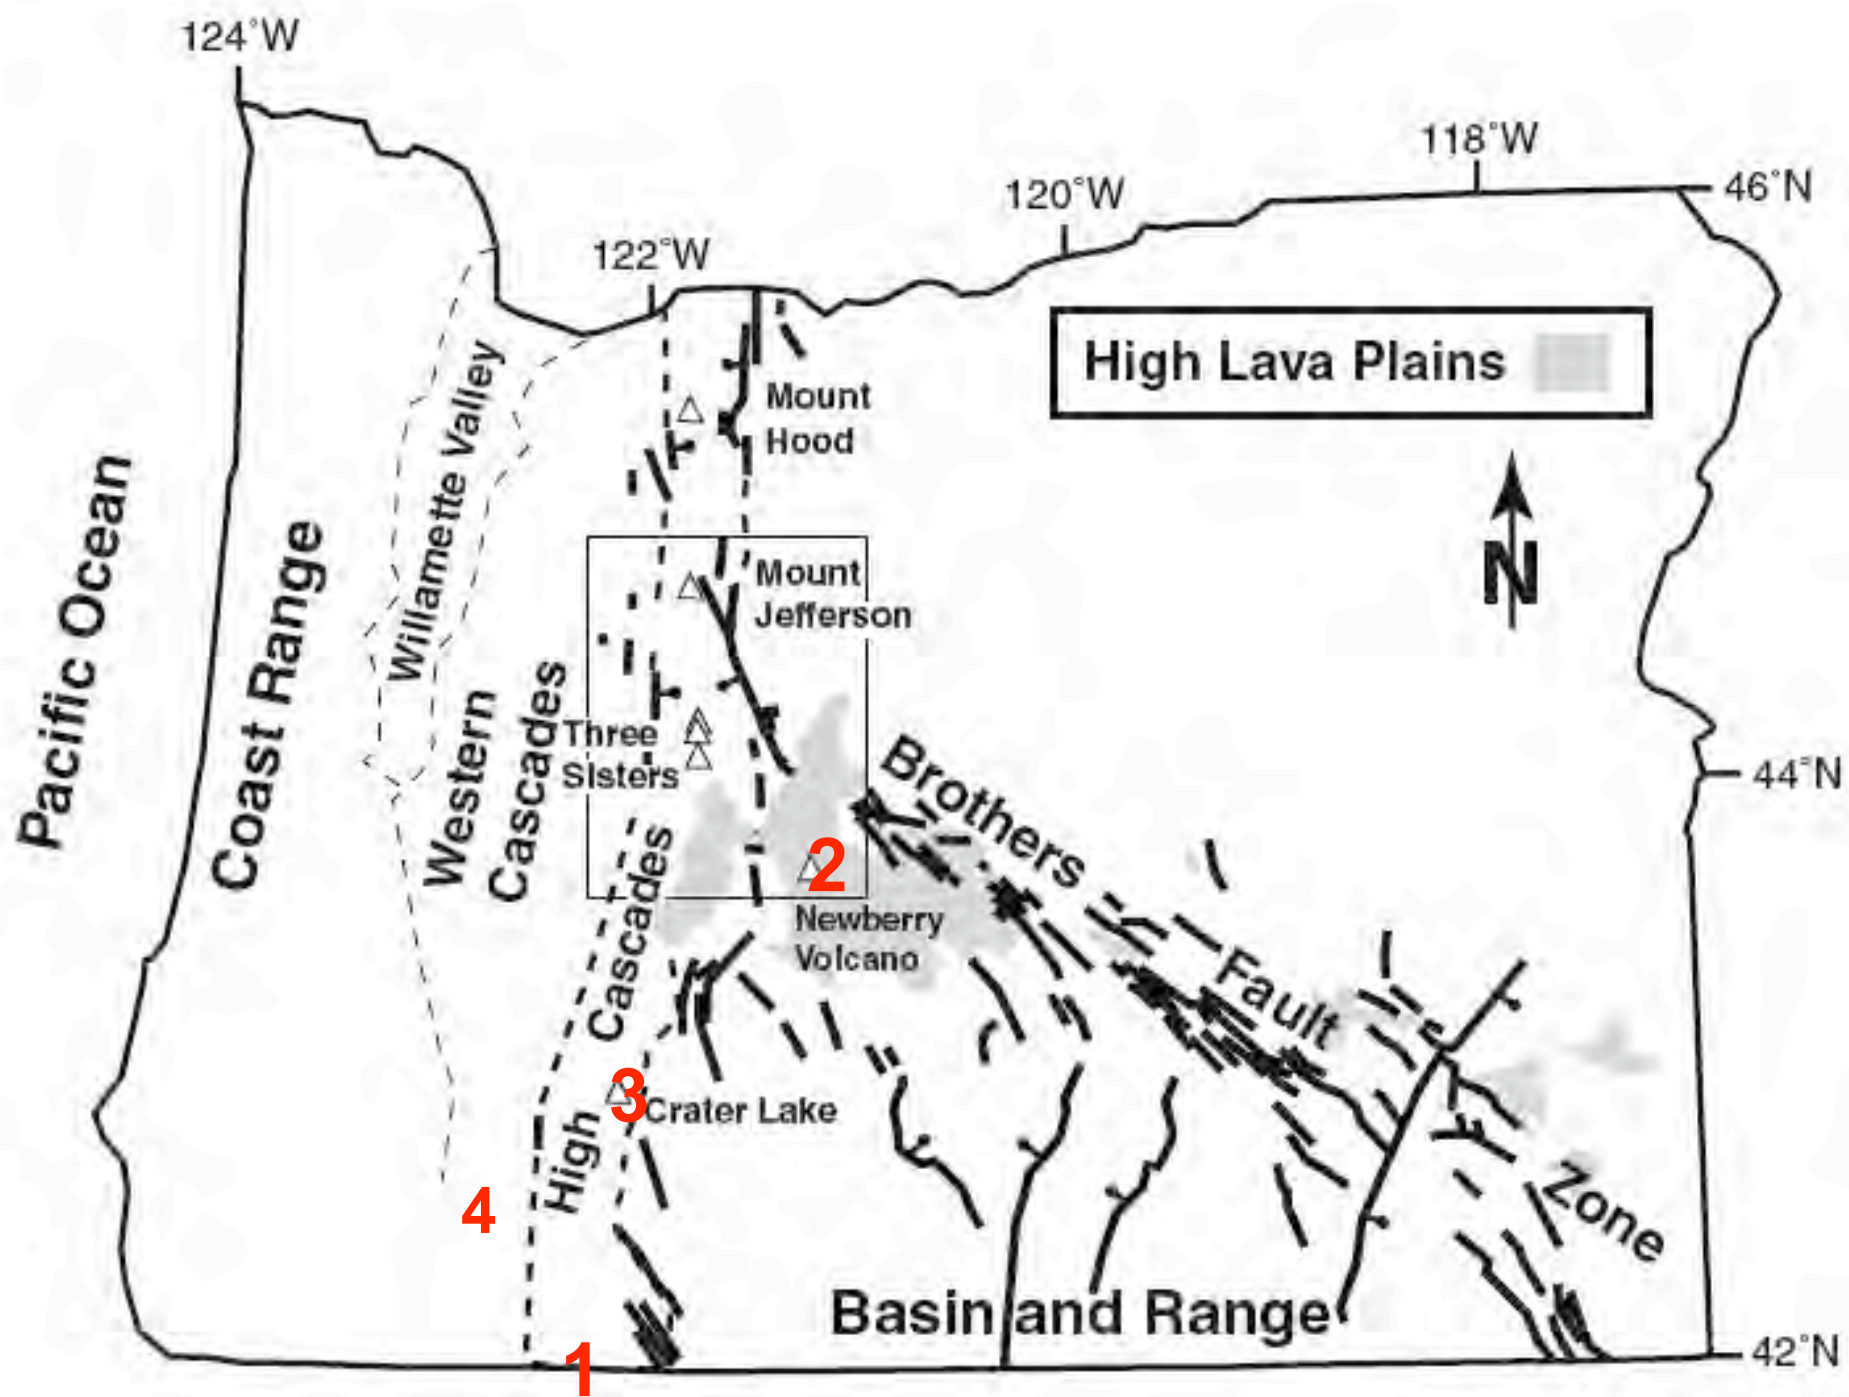 124°W
118°W
46°N
120°W
122°W
High Lava Plains
Mount
Hood
Willamette Valley
N
Pacific Ocean
Coast Range
Mount
Jefferson
Western
Cascades
Three
Sisters
Brothers
44°N
2
Newberry
Volcano
Cascades
Fault
3
Crater Lake
High
4
Zone
Basin and Range
1
42°N